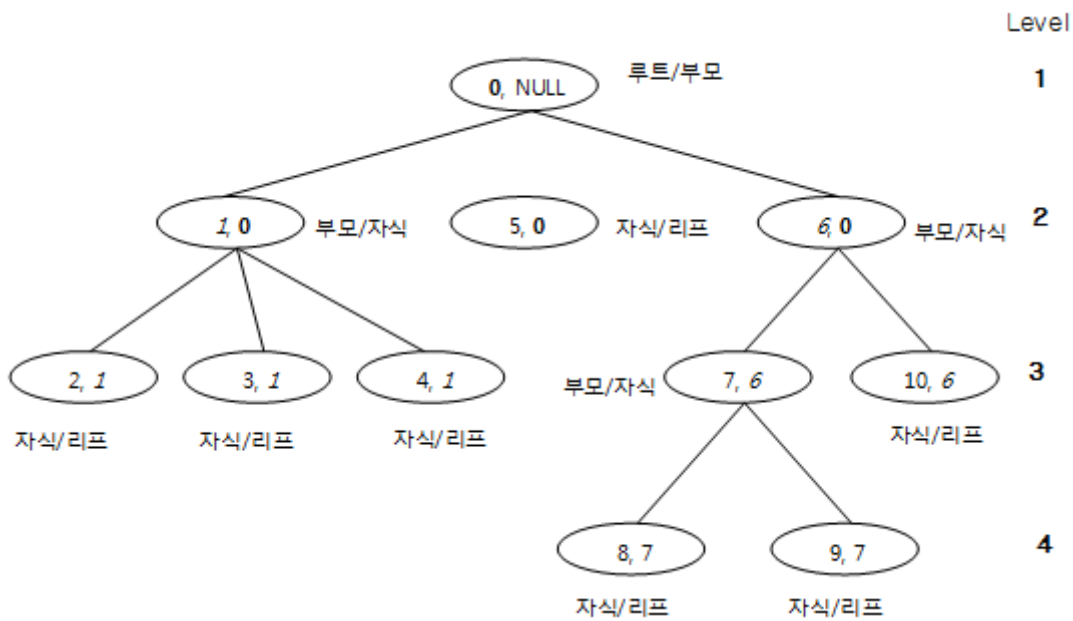 Level
0, NULL 루트/부모 1
1, 0 부모/자식 5, 0 자식/리프 6, 0 부모/자식 2
2, 1 3, 1 4, 1 부모/자식 7, 6 10, 6 3
자식/리프 자식/리프 자식/리프 자식/리프
8, 7 9, 7 4
자식/리프 자식/리프